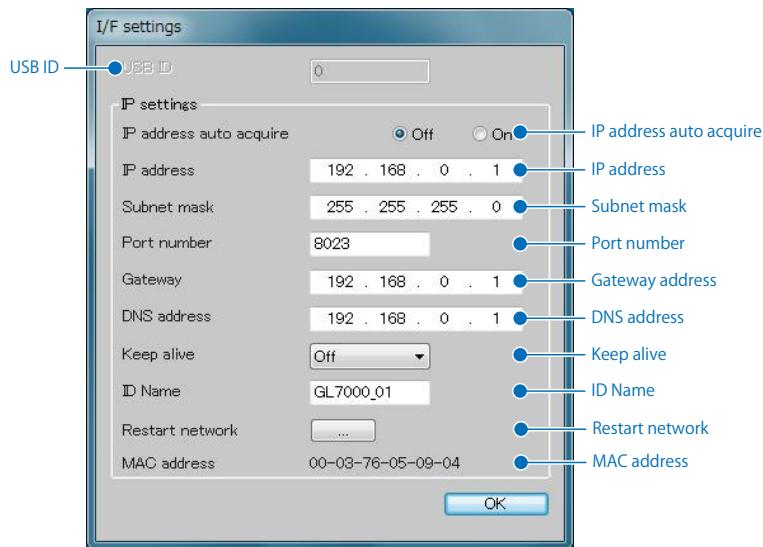 I/F settings
USB ID
USB ID
0
IP settings
IP address auto acquire
Off
On
IP address auto acquire
IP address
192 . 168 . 0 . 1
IP address
Subnet mask
255 . 255 . 255 . 0
Subnet mask
Port number
8023
Port number
Gateway
192 . 168 . 0 . 1
Gateway address
DNS address
192 . 168 . 0 . 1
DNS address
Keep alive
Off
Keep alive
ID Name
GL7000_01
ID Name
Restart network
...
Restart network
MAC address
00-03-76-05-09-04
MAC address
OK